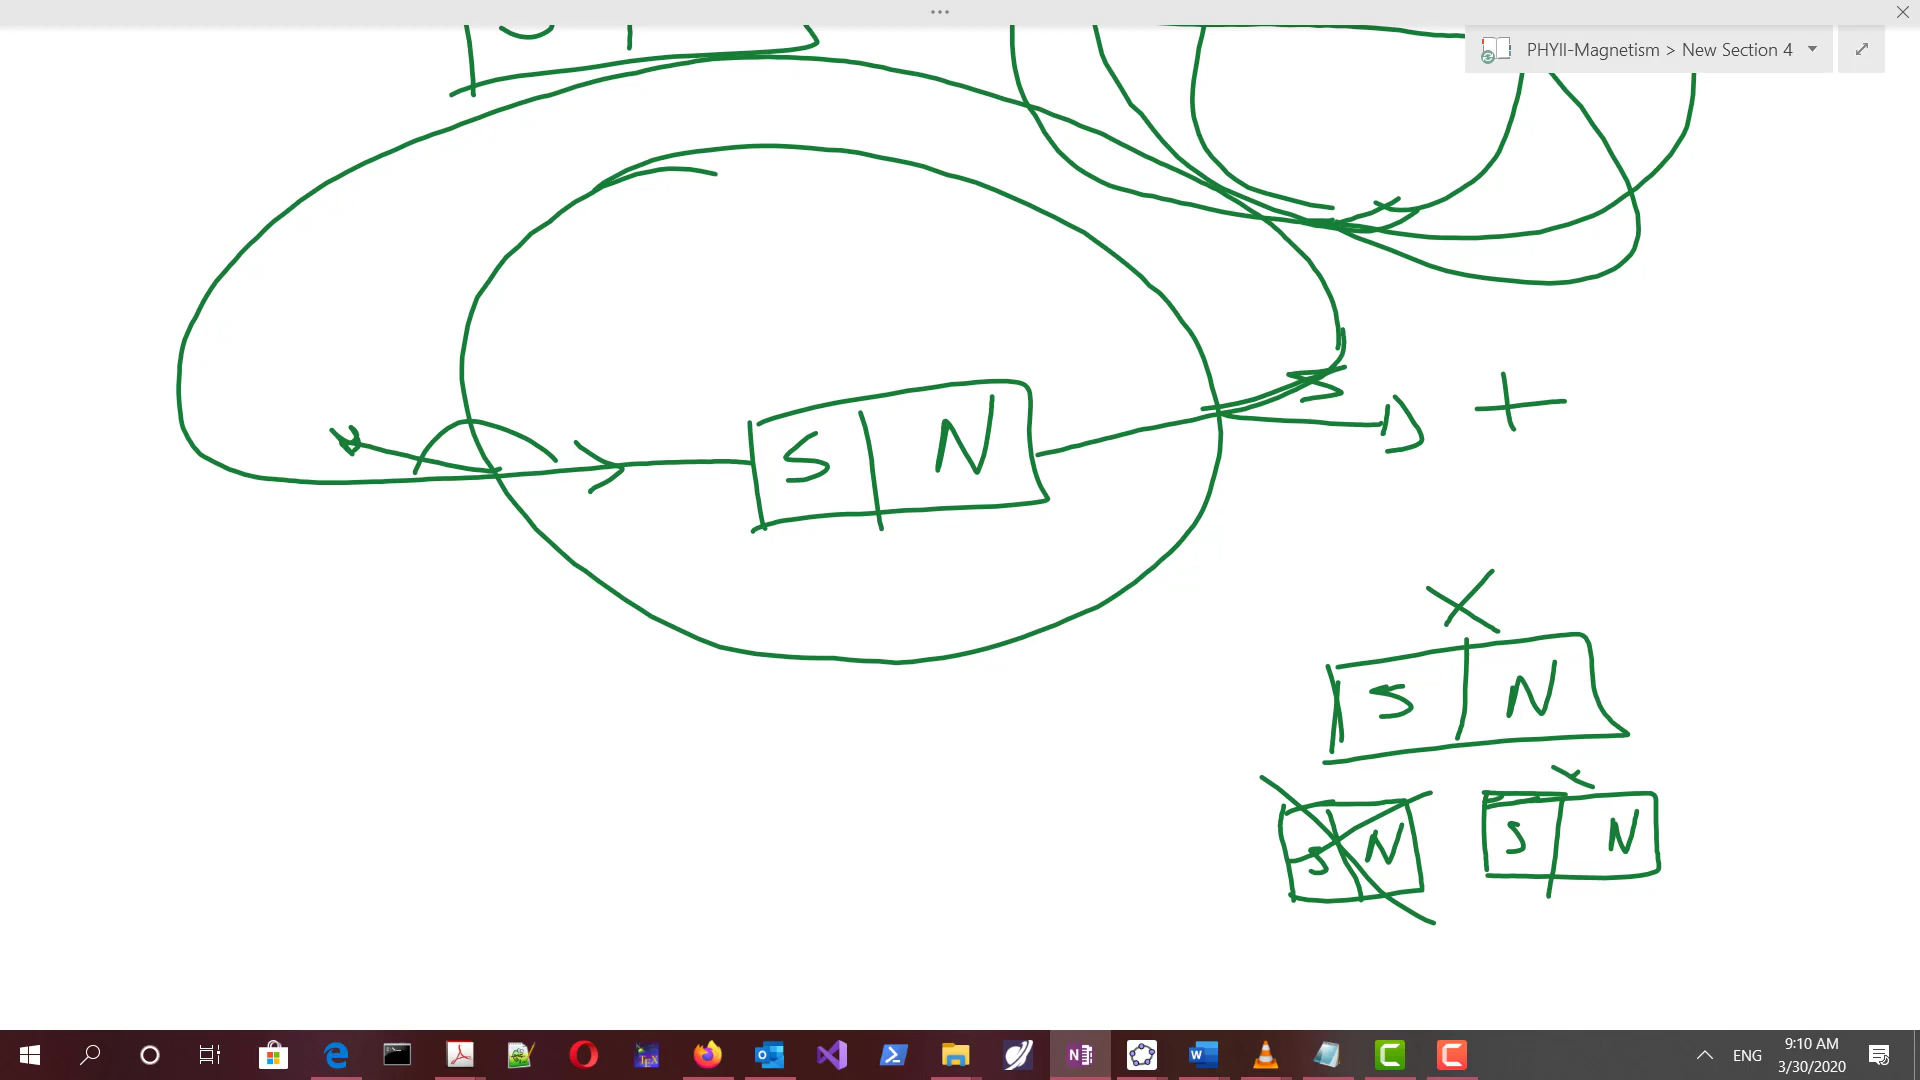 PHYII-Magnetism > New Section 4
S N
+
S N
S N
S N
ENG
9:10 AM
3/30/2020